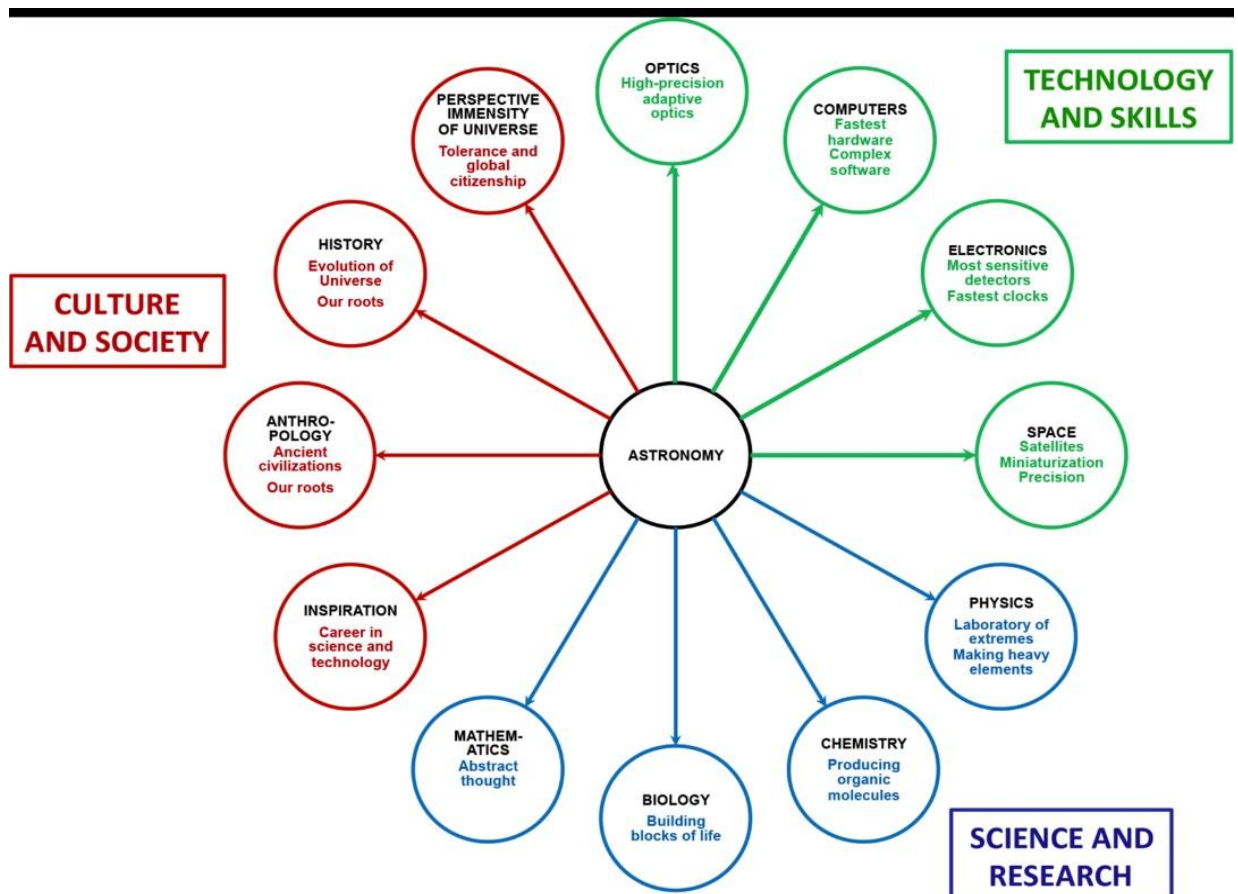 OPTICS
High-precision
adaptive
optics
TECHNOLOGY
AND SKILLS
PERSPECTIVE
IMMENSITY
OF UNIVERSE
Tolerance and
global
citizenship
COMPUTERS
Fastest
hardware
Complex
software
HISTORY
Evolution of
Universe
Our roots
ELECTRONICS
Most sensitive
detectors
Fastest clocks
CULTURE
AND SOCIETY
ANTHRO-
POLOGY
Ancient
civilizations
Our roots
ASTRONOMY
SPACE
Satellites
Miniaturization
Precision
INSPIRATION
Career in
science and
technology
PHYSICS
Laboratory of
extremes
Making heavy
elements
MATHEM-
ATICS
Abstract
thought
BIOLOGY
Building
blocks of life
CHEMISTRY
Producing
organic
molecules
SCIENCE AND
RESEARCH